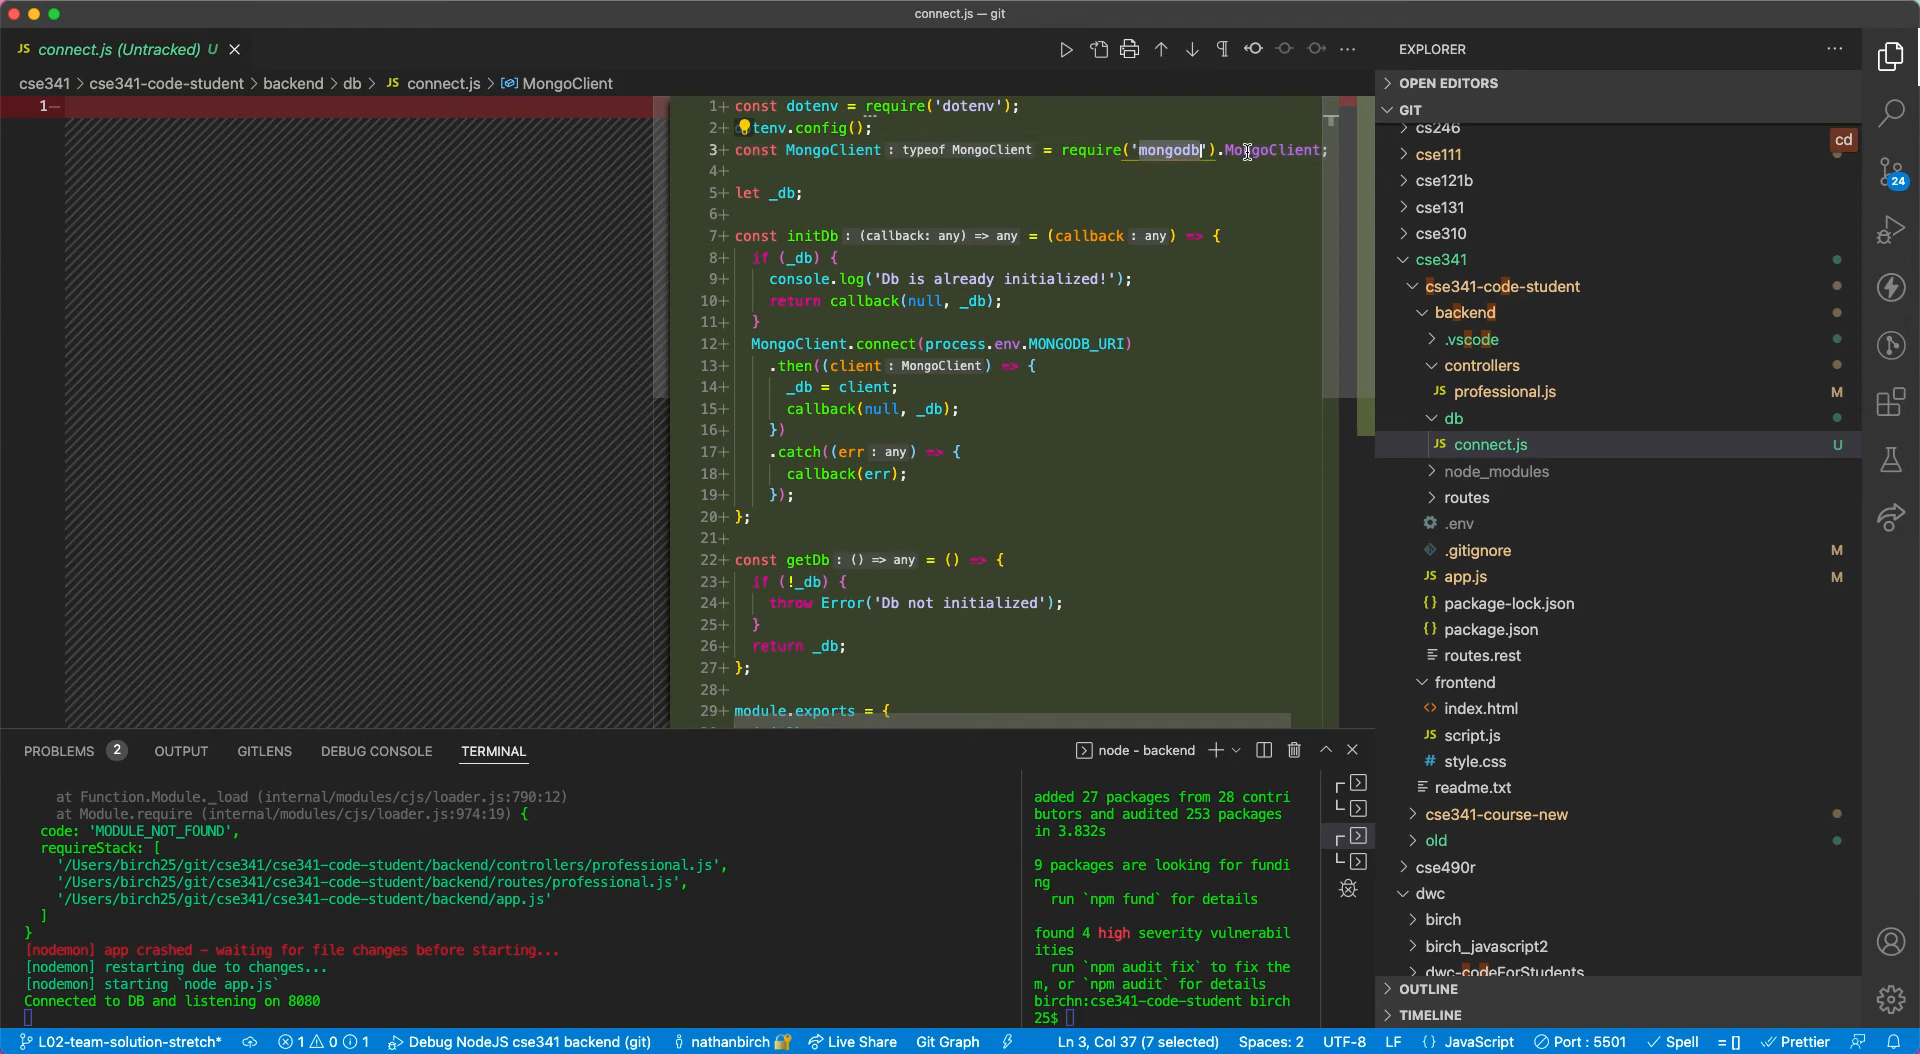 connect.js — git
JS connect.js (Untracked) U
cse341 > cse341-code-student > backend > db > JS connect.js > MongoClient
1—
1+ const dotenv = require('dotenv');
2+ tenv.config();
3+ const MongoClient : typeof MongoClient = require('mongodb').MongoClient;
4+
5+ let _db;
6+
7+ const initDb : (callback: any) => any = (callback : any) => {
8+ if (_db) {
9+ console.log('Db is already initialized!');
10+ return callback(null, _db);
11+ }
12+ MongoClient.connect(process.env.MONGODB_URI)
13+ .then((client : MongoClient) => {
14+ _db = client;
15+ callback(null, _db);
16+ })
17+ .catch((err : any) => {
18+ callback(err);
19+ });
20+ };
21+
22+ const getDb : () => any = () => {
23+ if (!_db) {
24+ throw Error('Db not initialized');
25+ }
26+ return _db;
27+ };
28+
29+ module.exports = {
EXPLORER
OPEN EDITORS
GIT
cd
cs246
cse111
cse121b
cse131
cse310
cse341
cse341-code-student
backend
.vscode
controllers
JS professional.js M
db
JS connect.js U
node_modules
routes
.env
.gitignore M
JS app.js M
{} package-lock.json
{} package.json
routes.rest
frontend
<> index.html
JS script.js
# style.css
readme.txt
cse341-course-new
old
cse490r
dwc
birch
birch_javascript2
dwc-codeForStudents
OUTLINE
TIMELINE
24
PROBLEMS 2 OUTPUT GITLENS DEBUG CONSOLE TERMINAL
node - backend
at Function.Module._load (internal/modules/cjs/loader.js:790:12)
at Module.require (internal/modules/cjs/loader.js:974:19) {
code: 'MODULE_NOT_FOUND',
requireStack: [
'/Users/birch25/git/cse341/cse341-code-student/backend/controllers/professional.js',
'/Users/birch25/git/cse341/cse341-code-student/backend/routes/professional.js',
'/Users/birch25/git/cse341/cse341-code-student/backend/app.js'
]
}
[nodemon] app crashed - waiting for file changes before starting...
[nodemon] restarting due to changes...
[nodemon] starting `node app.js`
Connected to DB and listening on 8080
added 27 packages from 28 contri
butors and audited 253 packages
in 3.832s
9 packages are looking for fundi
ng
run `npm fund` for details
found 4 high severity vulnerabil
ities
run `npm audit fix` to fix the
m, or `npm audit` for details
birchn:cse341-code-student birch
25$
L02-team-solution-stretch* 1 0 1 Debug NodeJS cse341 backend (git) nathanbirch Live Share Git Graph Ln 3, Col 37 (7 selected) Spaces: 2 UTF-8 LF {} JavaScript Port : 5501 Spell = [] Prettier